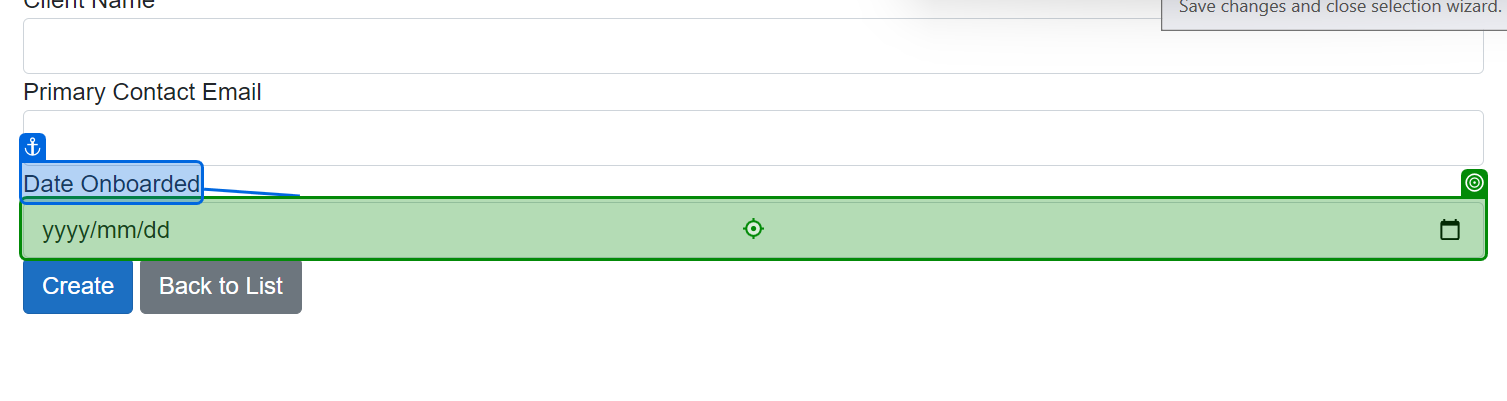 Client Name
Save changes and close selection wizard.
Primary Contact Email
Date Onboarded
yyyy/mm/dd
Create Back to List